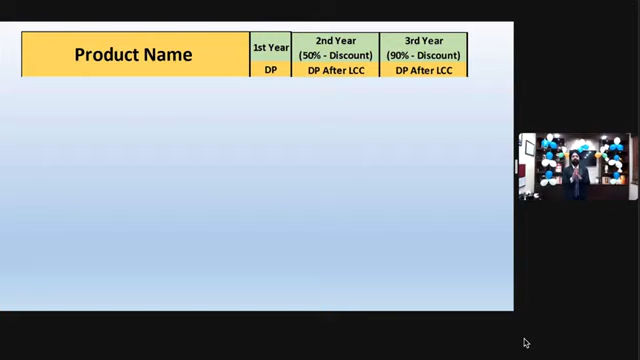 Product Name
1st Year
2nd Year
(50% - Discount)
3rd Year
(90% - Discount)
DP
DP After LCC
DP After LCC